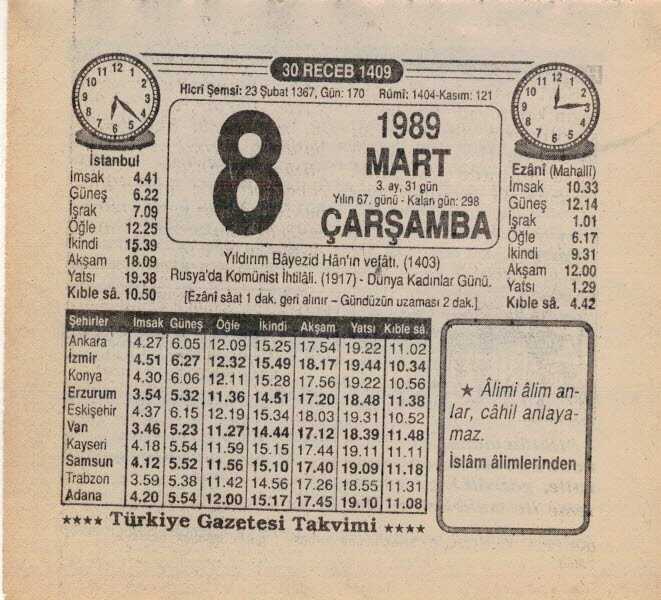 30 RECEB 1409
Hicrî Şemsi: 23 Şubat 1367, Gün: 170 Rûmî: 1404-Kasım: 121
8
1989
MART
3. ay, 31 gün
Yılın 67. günü - Kalan gün: 298
ÇARŞAMBA
İstanbul
İmsak 4.41
Güneş 6.22
İşrak 7.09
Öğle 12.25
İkindi 15.39
Akşam 18.09
Yatsı 19.38
Kıble sâ. 10.50
Ezânî (Mahallî)
İmsak 10.33
Güneş 12.14
İşrak 1.01
Öğle 6.17
İkindi 9.31
Akşam 12.00
Yatsı 1.29
Kıble sâ. 4.42
Yıldırım Bâyezid Hân'ın vefâtı. (1403)
Rusya'da Komünist İhtilâli. (1917) - Dünya Kadınlar Günü.
[Ezânî sâat 1 dak. geri alınır – Gündüzün uzaması 2 dak.]
Şehirler İmsak Güneş Öğle İkindi Akşam Yatsı Kıble sâ.
Ankara 4.27 6.05 12.09 15.25 17.54 19.22 11.02
İzmir 4.51 6.27 12.32 15.49 18.17 19.44 10.34
Konya 4.30 6.06 12.11 15.28 17.56 19.22 10.56
Erzurum 3.54 5.32 11.36 14.51 17.20 18.48 11.38
Eskişehir 4.37 6.15 12.19 15.34 18.03 19.31 10.52
Van 3.46 5.23 11.27 14.44 17.12 18.39 11.48
Kayseri 4.18 5.54 11.59 15.15 17.44 19.11 11.11
Samsun 4.12 5.52 11.56 15.10 17.40 19.09 11.18
Trabzon 3.59 5.38 11.42 14.56 17.26 18.55 11.31
Adana 4.20 5.54 12.00 15.17 17.45 19.10 11.08
★ Âlimi âlim an-
lar, câhil anlaya-
maz.
İslâm âlimlerinden
★★★★ Türkiye Gazetesi Takvimi ★★★★